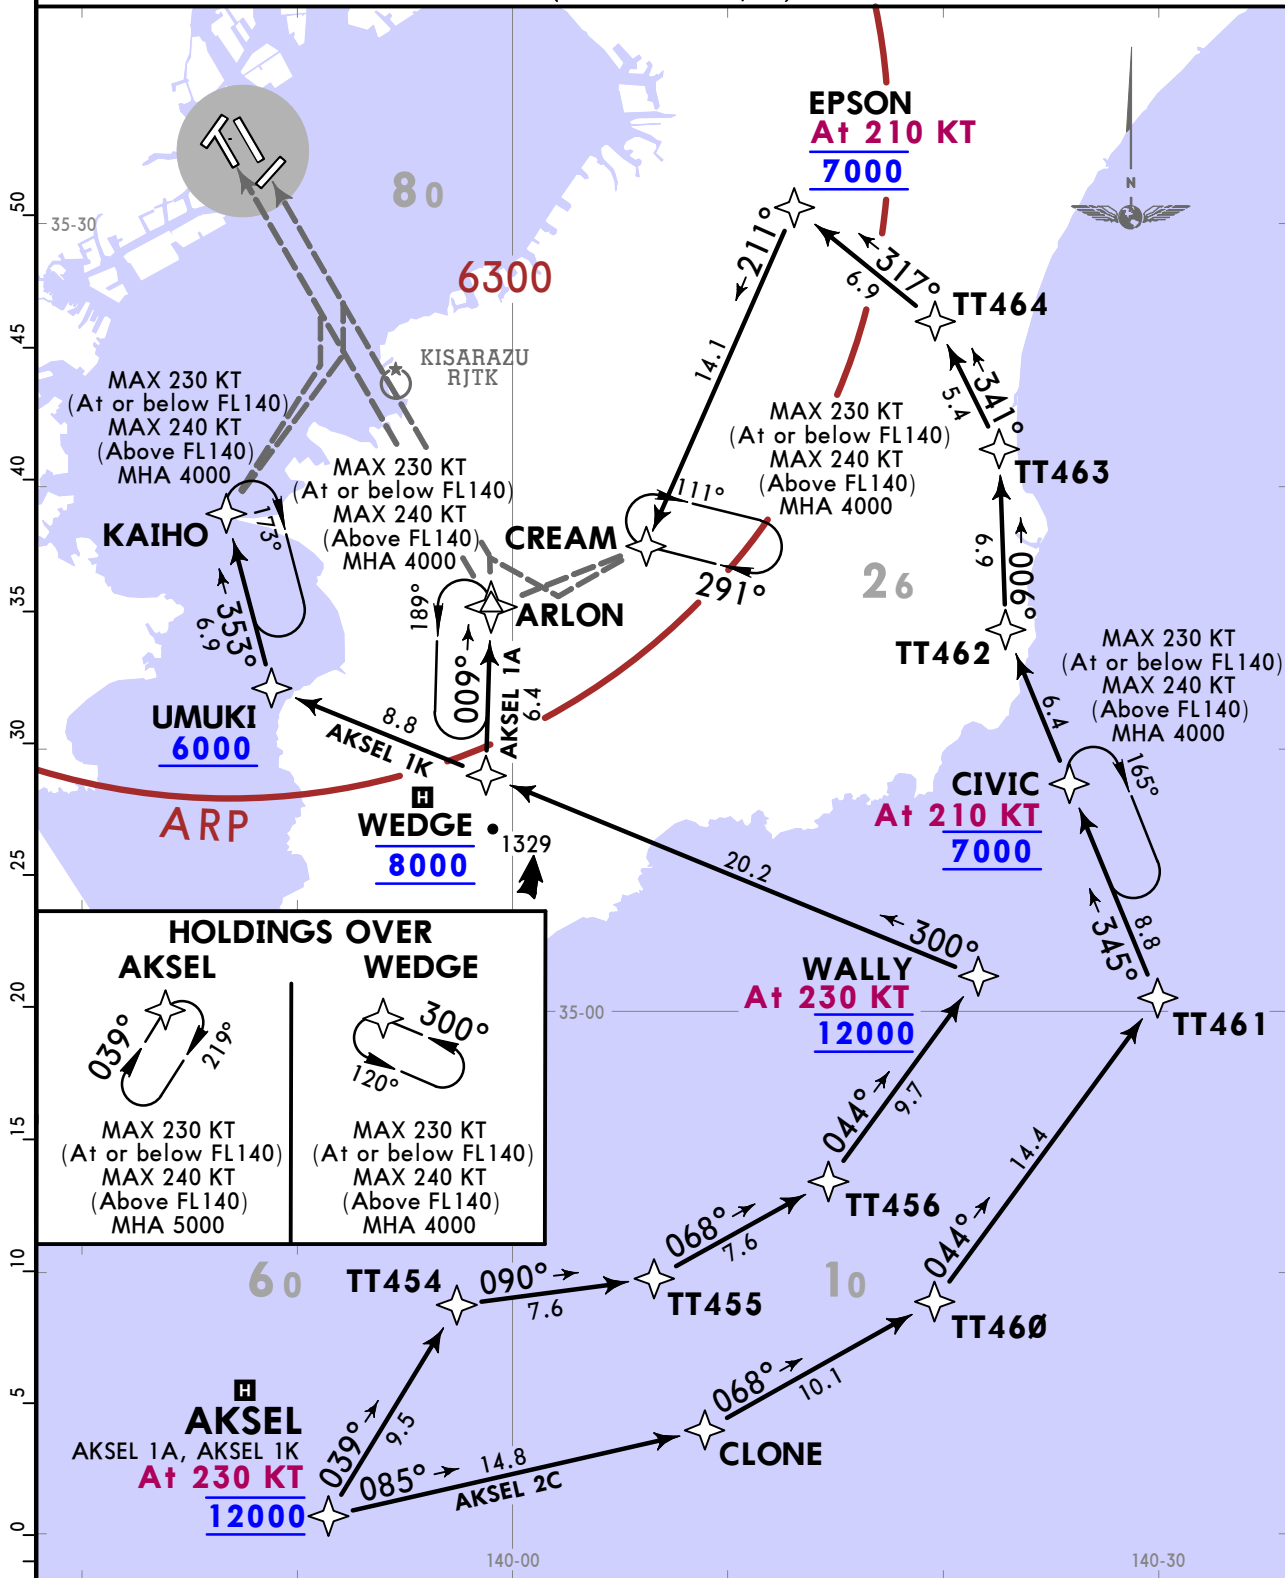 EPSON
At 210 KT
7000
50
35-30
80
6300
N
211°
14.1
317°
6.9
TT464
45
KISARAZU
RJTK
MAX 230 KT
(At or below FL140)
MAX 240 KT
(Above FL140)
MHA 4000
341°
5.4
MAX 230 KT
(At or below FL140)
MAX 240 KT
(Above FL140)
MHA 4000
TT463
40
MAX 230 KT
(At or below FL140)
MAX 240 KT
(Above FL140)
MHA 4000
KAIHO
173°
CREAM
111°
291°
006°
6.9
26
35
353°
6.9
189°
009°
ARLON
AKSEL 1A
6.4
TT462
MAX 230 KT
(At or below FL140)
MAX 240 KT
(Above FL140)
MHA 4000
6.4
UMUKI
6000
30
8.8
AKSEL 1K
ARP
H
WEDGE
8000
1329
CIVIC
At 210 KT
7000
165°
25
20.2
300°
345°
8.8
HOLDINGS OVER
AKSEL
039°
219°
MAX 230 KT
(At or below FL140)
MAX 240 KT
(Above FL140)
MHA 5000
WEDGE
300°
120°
MAX 230 KT
(At or below FL140)
MAX 240 KT
(Above FL140)
MHA 4000
WALLY
At 230 KT
12000
20
35-00
TT461
15
044°
9.7
14.4
TT456
10
60
TT454
090°
7.6
068°
7.6
TT455
10
044°
TT46Ø
5
H
AKSEL
AKSEL 1A, AKSEL 1K
At 230 KT
12000
039°
9.5
085°
14.8
AKSEL 2C
068°
10.1
CLONE
0
140-00
140-30